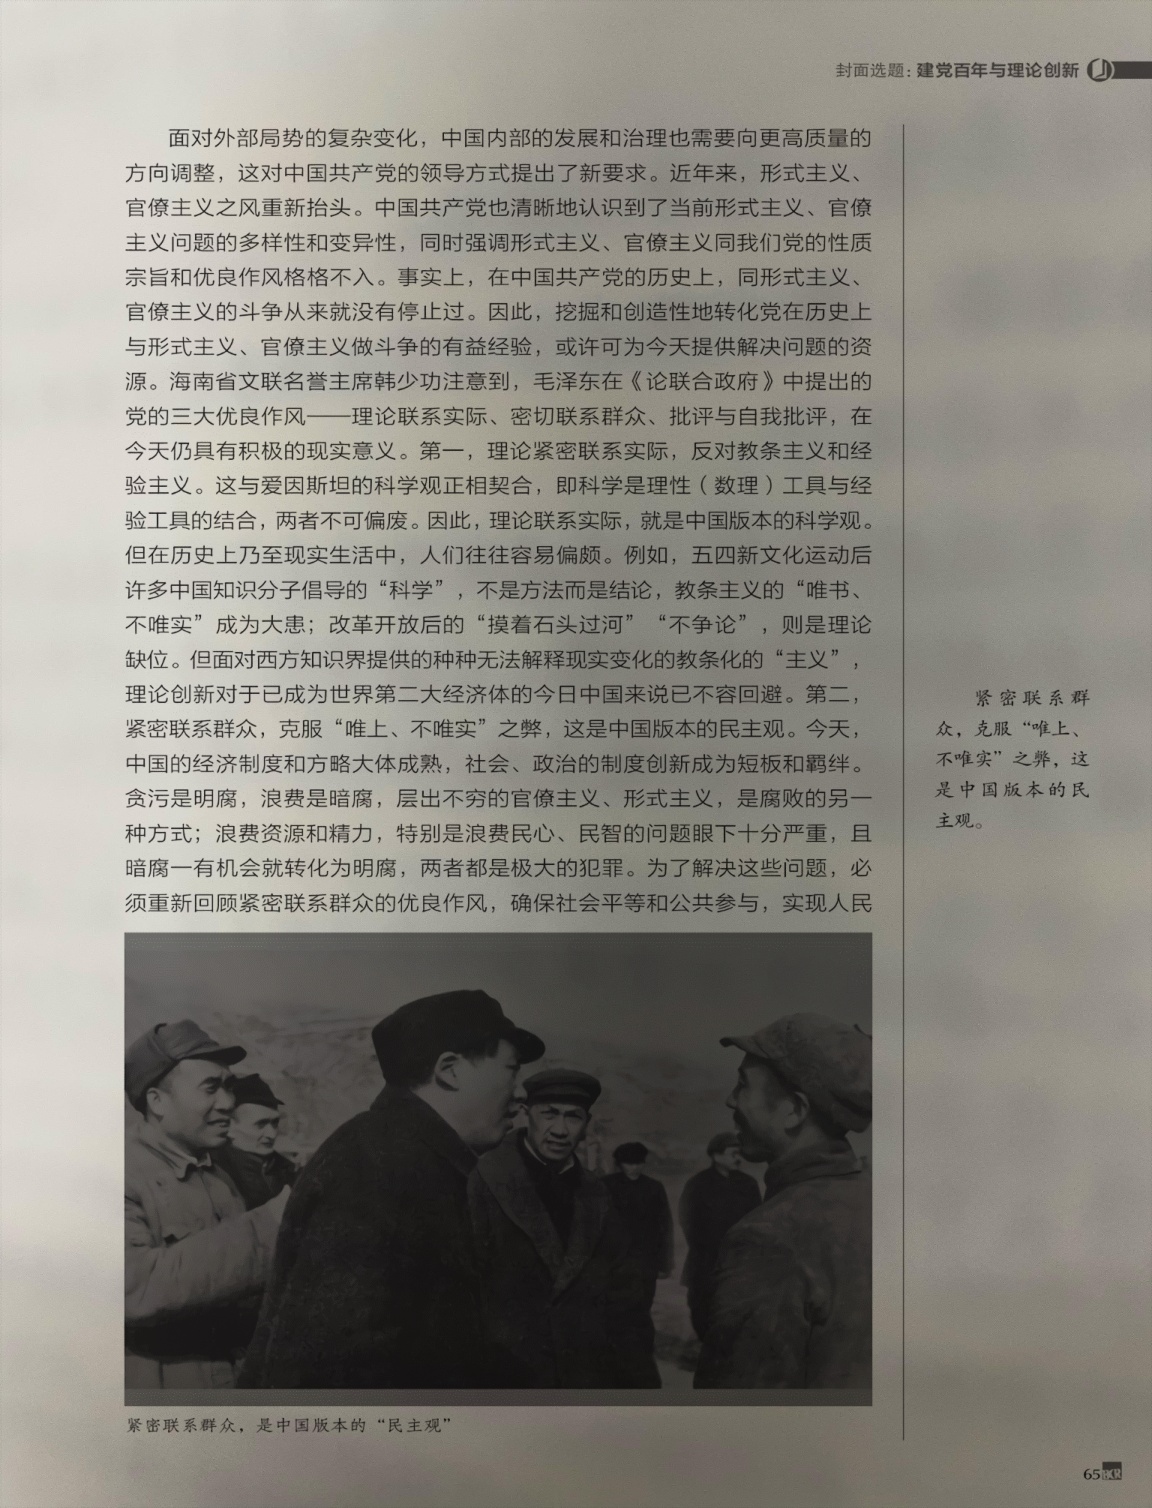 封面选题：建党百年与理论创新
面对外部局势的复杂变化，中国内部的发展和治理也需要向更高质量的
方向调整，这对中国共产党的领导方式提出了新要求。近年来，形式主义、
官僚主义之风重新抬头。中国共产党也清晰地认识到了当前形式主义、官僚
主义问题的多样性和变异性，同时强调形式主义、官僚主义同我们党的性质
宗旨和优良作风格格不入。事实上，在中国共产党的历史上，同形式主义、
官僚主义的斗争从来就没有停止过。因此，挖掘和创造性地转化党在历史上
与形式主义、官僚主义做斗争的有益经验，或许可为今天提供解决问题的资
源。海南省文联名誉主席韩少功注意到，毛泽东在《论联合政府》中提出的
党的三大优良作风——理论联系实际、密切联系群众、批评与自我批评，在
今天仍具有积极的现实意义。第一，理论紧密联系实际，反对教条主义和经
验主义。这与爱因斯坦的科学观正相契合，即科学是理性（数理）工具与经
验工具的结合，两者不可偏废。因此，理论联系实际，就是中国版本的科学观。
但在历史上乃至现实生活中，人们往往容易偏颇。例如，五四新文化运动后
许多中国知识分子倡导的“科学”，不是方法而是结论，教条主义的“唯书、
不唯实”成为大患；改革开放后的“摸着石头过河”“不争论”，则是理论
缺位。但面对西方知识界提供的种种无法解释现实变化的教条化的“主义”，
理论创新对于已成为世界第二大经济体的今日中国来说已不容回避。第二，
紧密联系群众，克服“唯上、不唯实”之弊，这是中国版本的民主观。今天，
中国的经济制度和方略大体成熟，社会、政治的制度创新成为短板和羁绊。
贪污是明腐，浪费是暗腐，层出不穷的官僚主义、形式主义，是腐败的另一
种方式；浪费资源和精力，特别是浪费民心、民智的问题眼下十分严重，且
暗腐一有机会就转化为明腐，两者都是极大的犯罪。为了解决这些问题，必
须重新回顾紧密联系群众的优良作风，确保社会平等和公共参与，实现人民
紧密联系群
众，克服“唯上、
不唯实”之弊，这
是中国版本的民
主观。
紧密联系群众，是中国版本的“民主观”
65